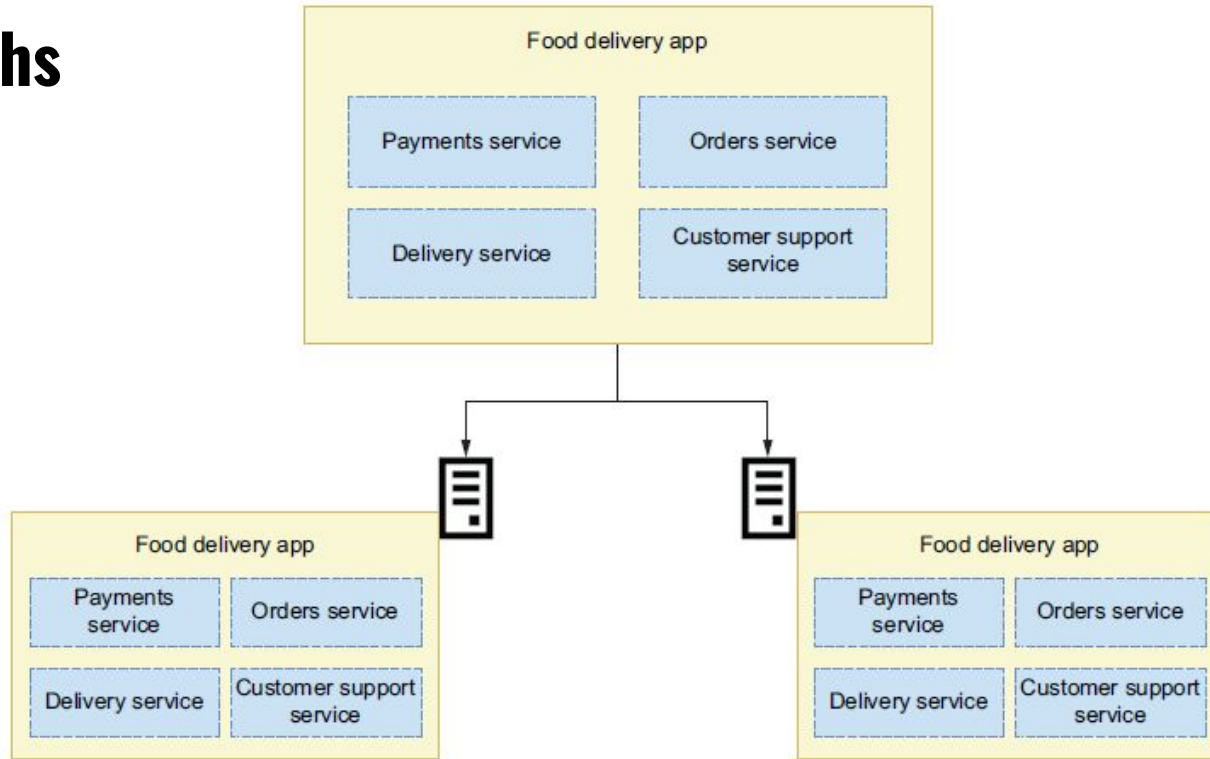 hs
Food delivery app
Payments service
Orders service
Delivery service
Customer support
service
Food delivery app
Payments
service
Orders service
Delivery service
Customer support
service
Food delivery app
Payments
service
Orders service
Delivery service
Customer support
service